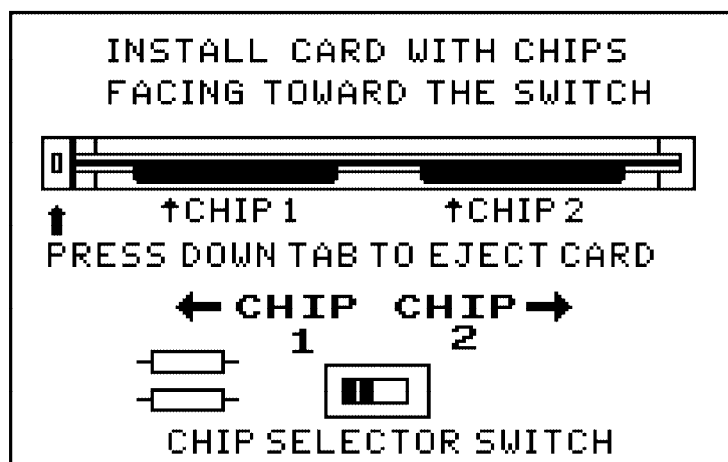 INSTALL CARD WITH CHIPS
FACING TOWARD THE SWITCH
↑CHIP 1 ↑CHIP 2
PRESS DOWN TAB TO EJECT CARD
← CHIP 1 CHIP 2 →
CHIP SELECTOR SWITCH